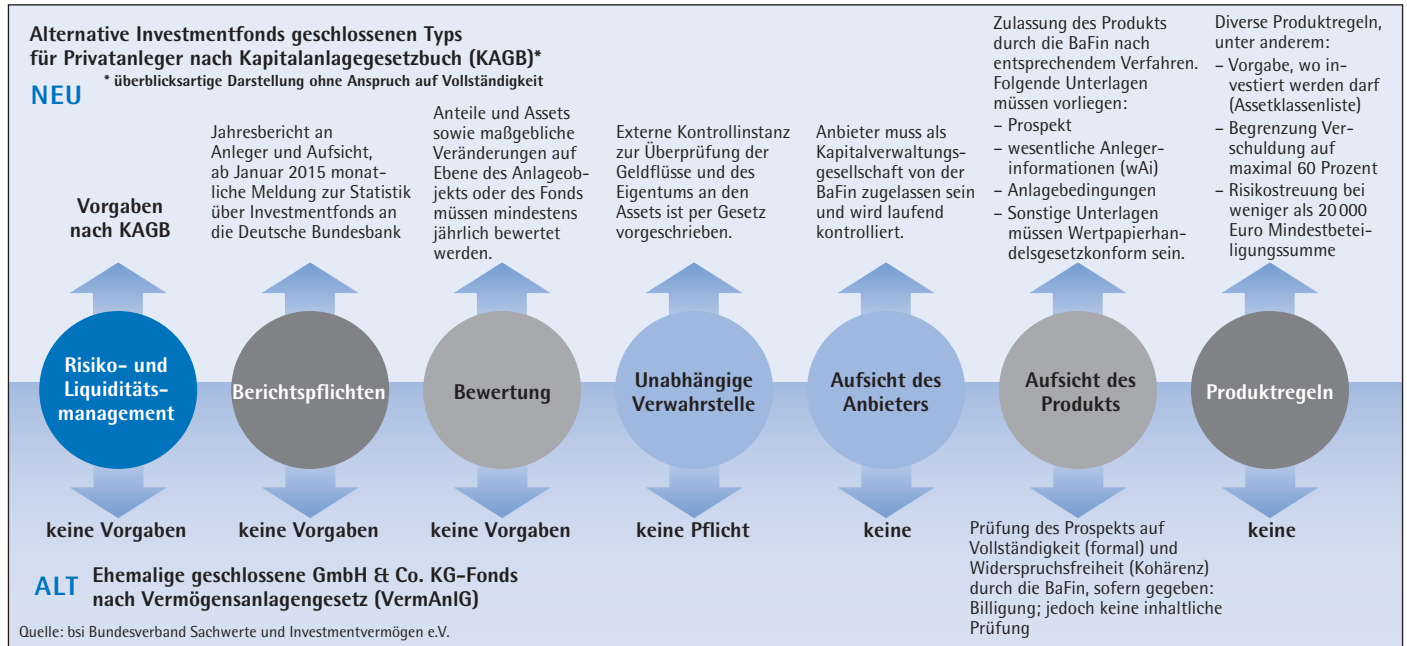 Alternative Investmentfonds geschlossenen Typs
für Privatanleger nach Kapitalanlagegesetzbuch (KAGB)*
* überblicksartige Darstellung ohne Anspruch auf Vollständigkeit
NEU
Vorgaben
nach KAGB
Jahresbericht an
Anleger und Aufsicht,
ab Januar 2015 monat-
liche Meldung zur Statistik
über Investmentfonds an
die Deutsche Bundesbank
Anteile und Assets
sowie maßgebliche
Veränderungen auf
Ebene des Anlageob-
jekts oder des Fonds
müssen mindestens
jährlich bewertet
werden.
Externe Kontrollinstanz
zur Überprüfung der
Geldflüsse und des
Eigentums an den
Assets ist per Gesetz
vorgeschrieben.
Anbieter muss als
Kapitalverwaltungs-
gesellschaft von der
BaFin zugelassen sein
und wird laufend
kontrolliert.
Zulassung des Produkts
durch die BaFin nach
entsprechendem Verfahren.
Folgende Unterlagen
müssen vorliegen:
– Prospekt
– wesentliche Anleger-
informationen (wAi)
– Anlagebedingungen
– Sonstige Unterlagen
müssen Wertpapierhan-
delsgesetzkonform sein.
Diverse Produktregeln,
unter anderem:
– Vorgabe, wo in-
vestiert werden darf
(Assetklassenliste)
– Begrenzung Ver-
schuldung auf
maximal 60 Prozent
– Risikostreuung bei
weniger als 20 000
Euro Mindestbetei-
ligungssumme
Risiko- und
Liquiditäts-
management
Berichtspflichten
Bewertung
Unabhängige
Verwahrstelle
Aufsicht des
Anbieters
Aufsicht des
Produkts
Produktregeln
keine Vorgaben
keine Vorgaben
keine Vorgaben
keine Pflicht
keine
Prüfung des Prospekts auf
Vollständigkeit (formal) und
Widerspruchsfreiheit (Kohärenz)
durch die BaFin, sofern gegeben:
Billigung; jedoch keine inhaltliche
Prüfung
keine
ALT
Ehemalige geschlossene GmbH & Co. KG-Fonds
nach Vermögensanlagengesetz (VermAnlG)
Quelle: bsi Bundesverband Sachwerte und Investmentvermögen e.V.